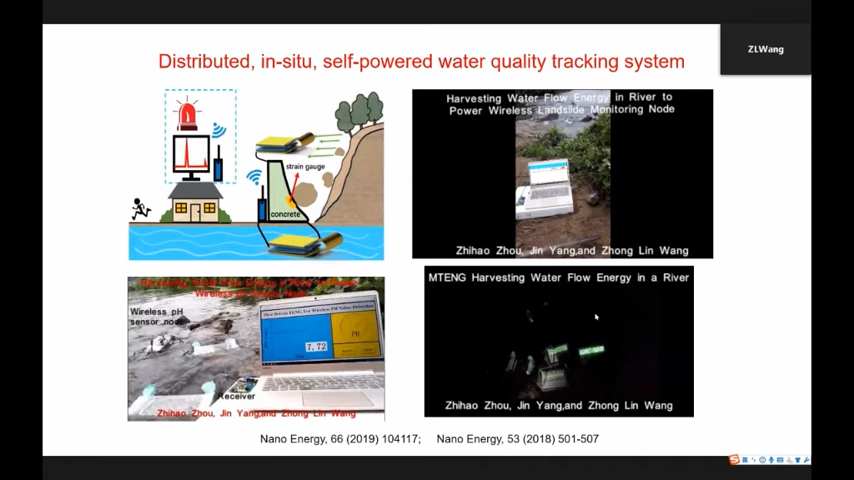 Distributed, in-situ, self-powered water quality tracking system
ZLWang
strain gauge
concrete
Harvesting Water Flow Energy in River to
Power Wireless Landslide Monitoring Node
Zhihao Zhou, Jin Yang,and Zhong Lin Wang
Wireless pH
sensor node
7.72
PH
Receiver
Zhihao Zhou, Jin Yang,and Zhong Lin Wang
MTENG Harvesting Water Flow Energy in a River
Zhihao Zhou, Jin Yang,and Zhong Lin Wang
Nano Energy, 66 (2019) 104117; Nano Energy, 53 (2018) 501-507